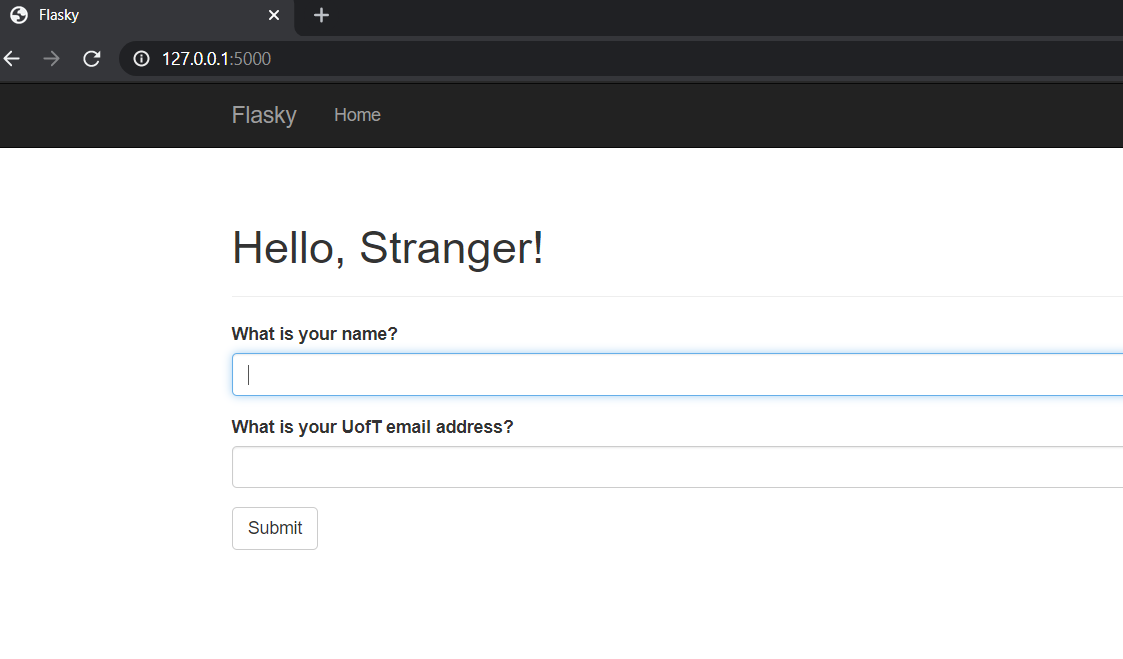 Flasky
127.0.0.1:5000
Flasky Home
Hello, Stranger!
What is your name?
What is your UofT email address?
Submit